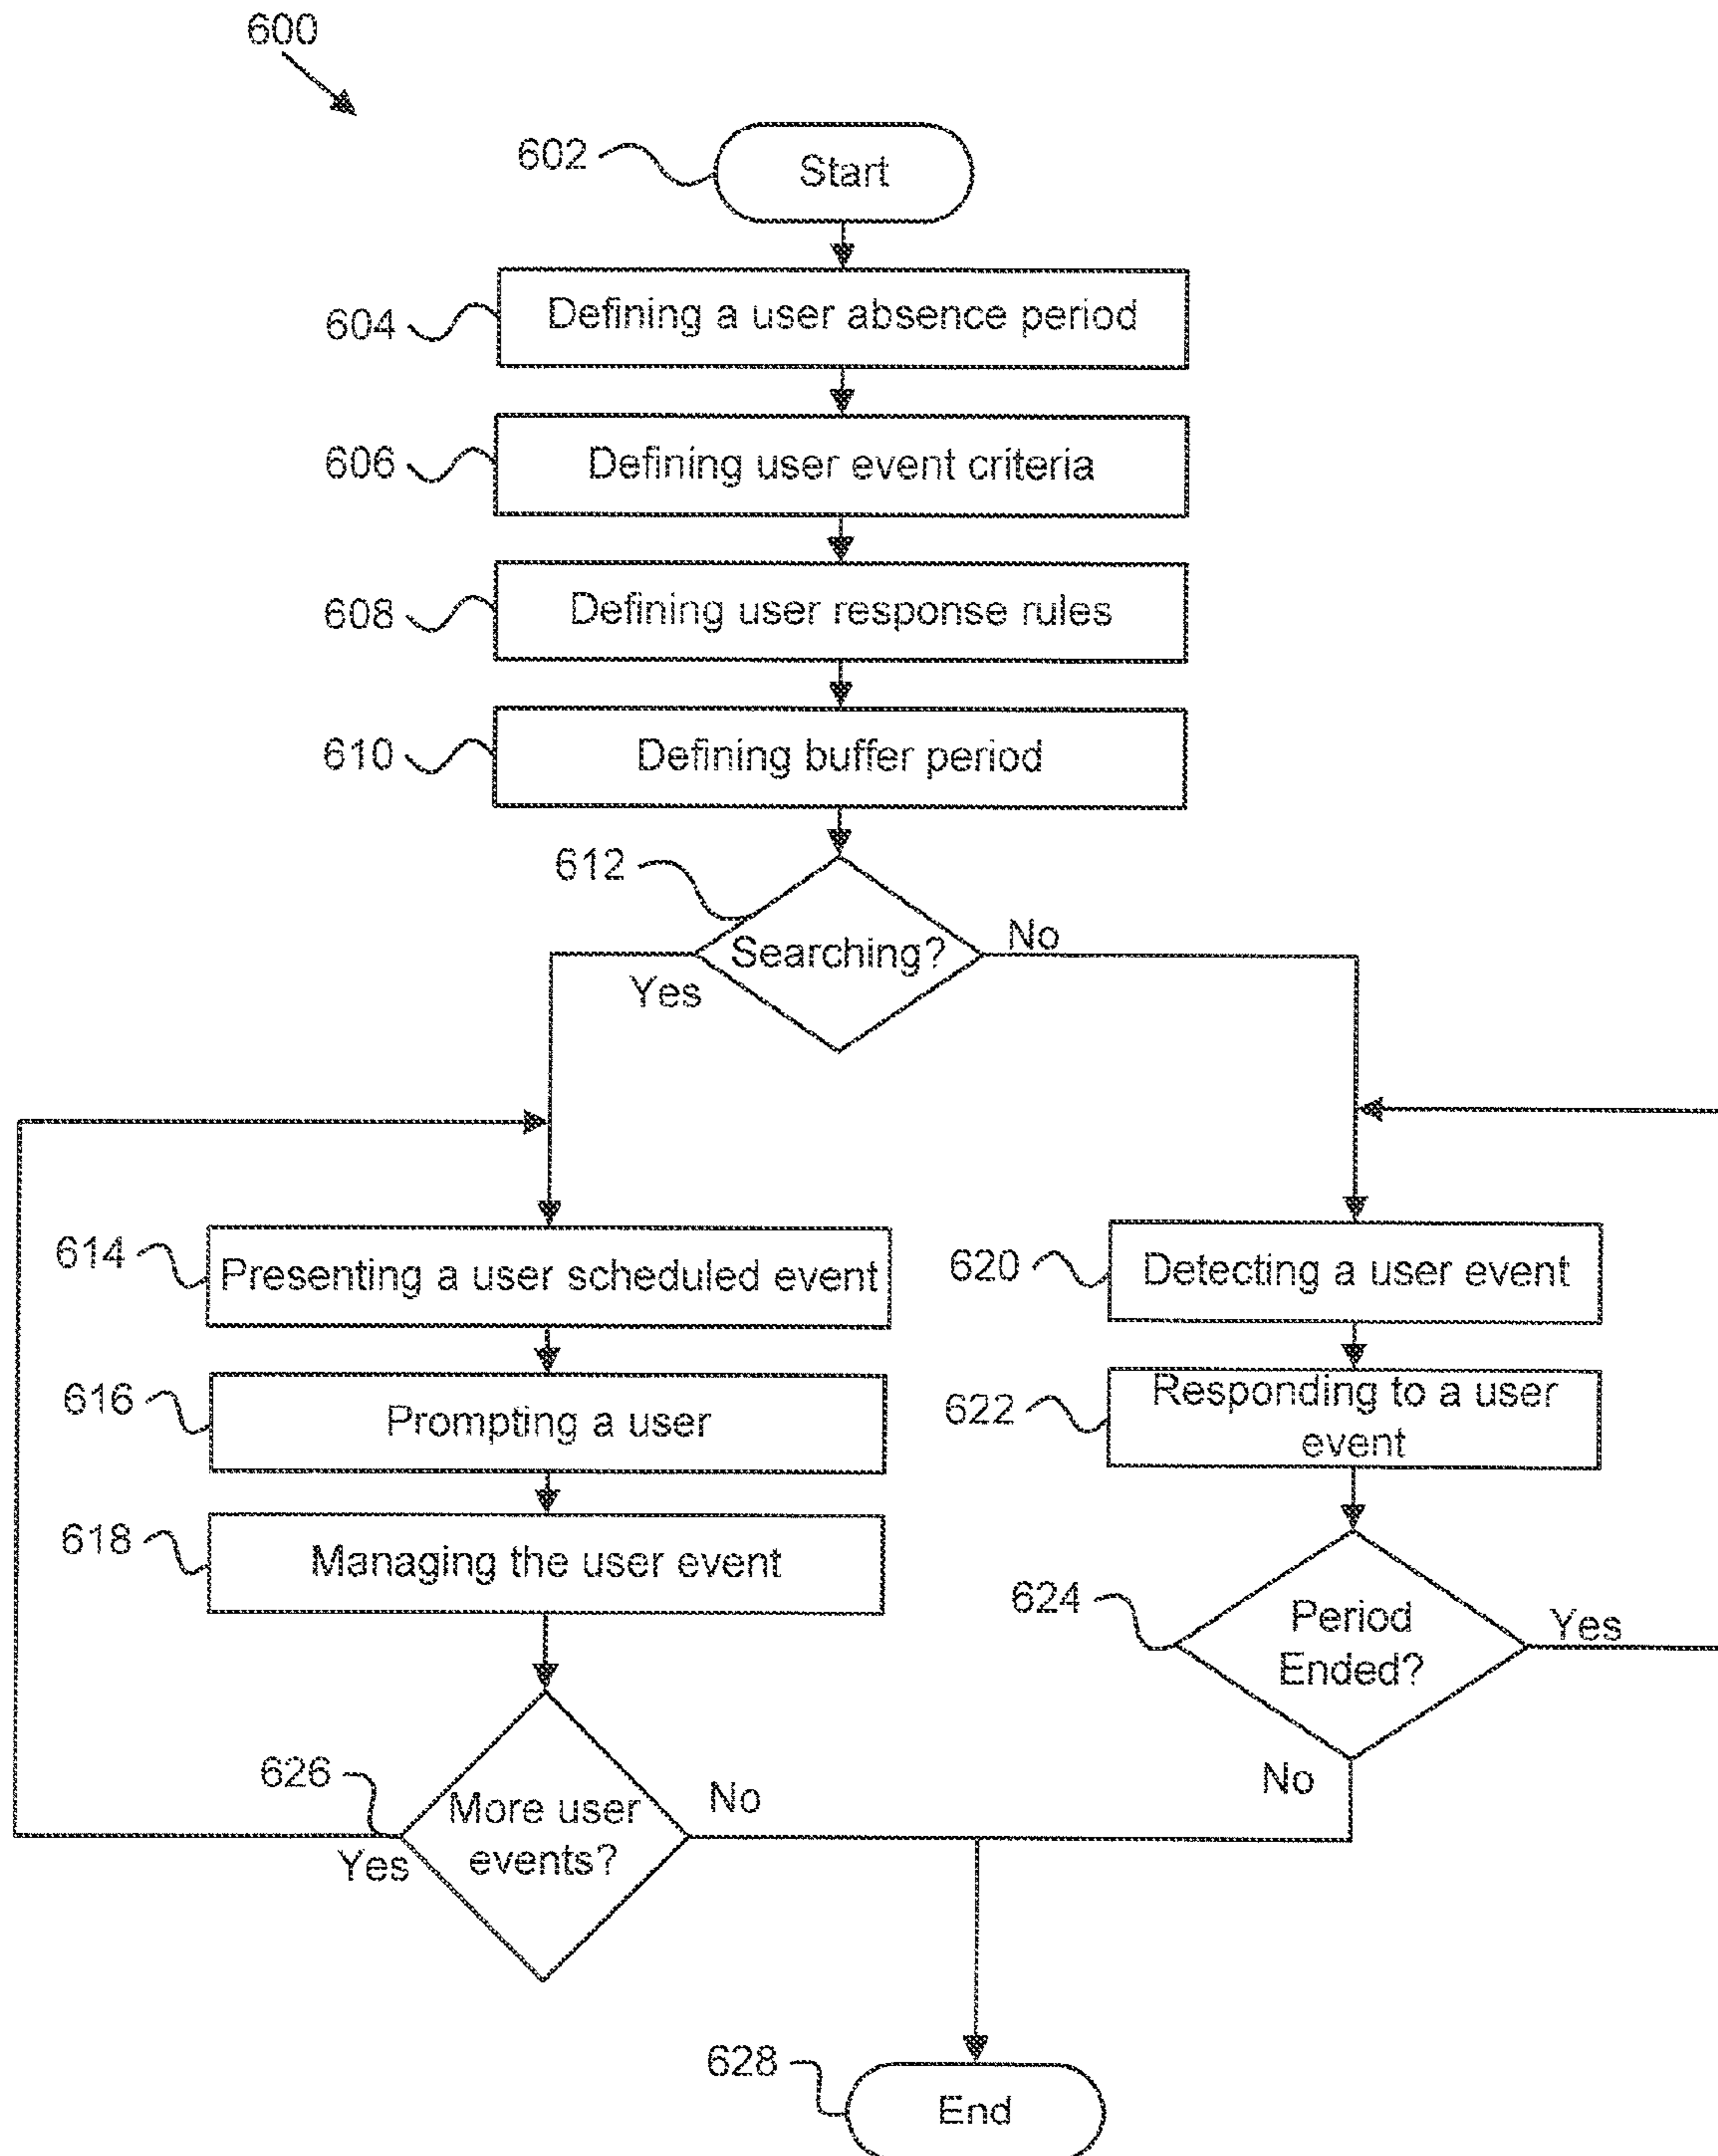 600
602
Start
604
Defining a user absence period
606
Defining user event criteria
608
Defining user response rules
610
Defining buffer period
612
Searching?
No
Yes
614
Presenting a user scheduled event
620
Detecting a user event
616
Prompting a user
622
Responding to a user
event
618
Managing the user event
624
Period
Ended?
Yes
No
626
More user
events?
No
Yes
628
End